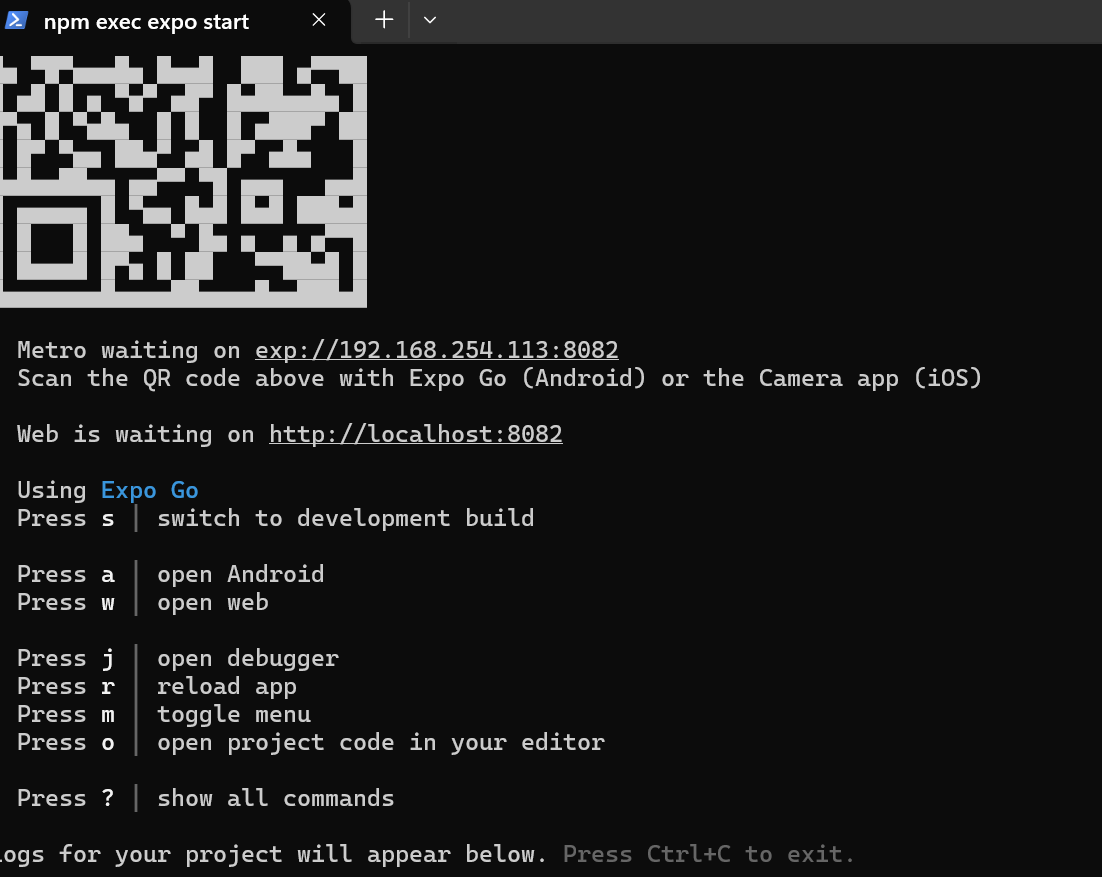 npm exec expo start
Metro waiting on exp://192.168.254.113:8082
Scan the QR code above with Expo Go (Android) or the Camera app (iOS)
Web is waiting on http://localhost:8082
Using Expo Go
Press s │ switch to development build
Press a │ open Android
Press w │ open web
Press j │ open debugger
Press r │ reload app
Press m │ toggle menu
Press o │ open project code in your editor
Press ? │ show all commands
ogs for your project will appear below. Press Ctrl+C to exit.